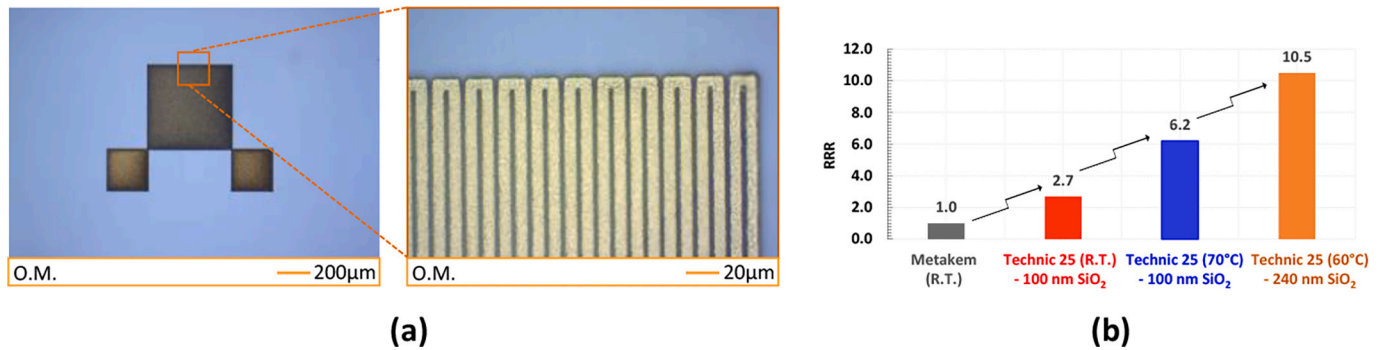 O.M.
200μm
O.M.
20μm
(a)
12.0
10.0
8.0
6.0
4.0
2.0
0.0
RRR
1.0
2.7
6.2
10.5
Metakem
(R.T.)
Technic 25 (R.T.)
- 100 nm SiO₂
Technic 25 (70°C)
- 100 nm SiO₂
Technic 25 (60°C)
- 240 nm SiO₂
(b)